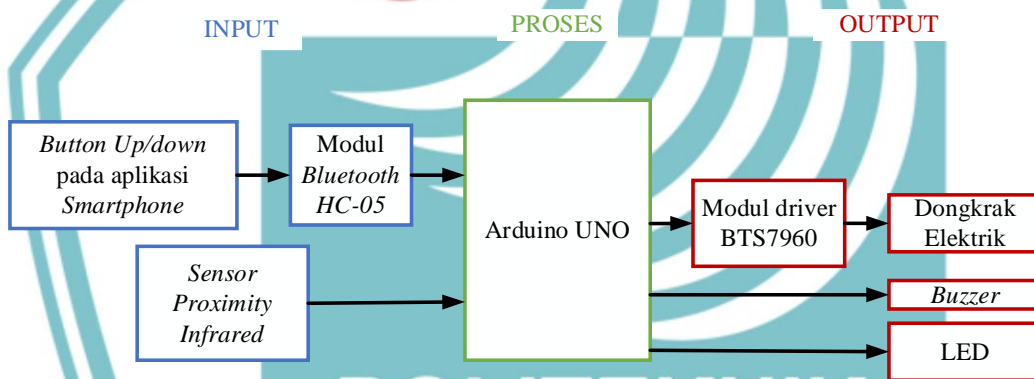 INPUT
PROSES
OUTPUT
Button Up/down
pada aplikasi
Smartphone
Modul
Bluetooth
HC-05
Sensor
Proximity
Infrared
Arduino UNO
Modul driver
BTS7960
Dongkrak
Elektrik
Buzzer
LED